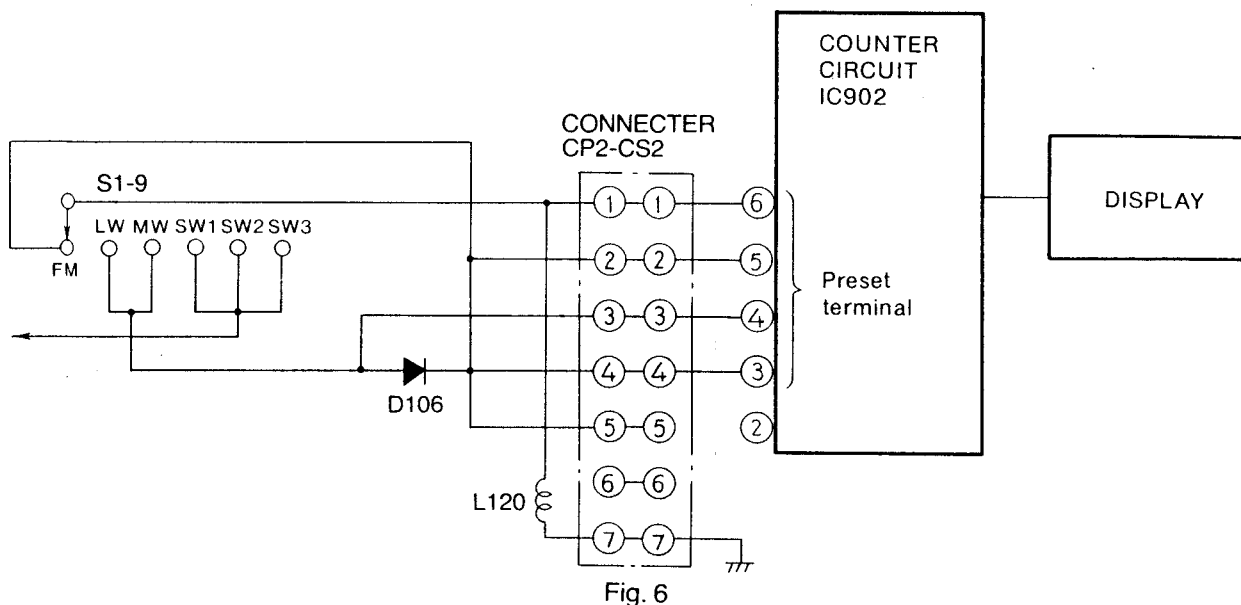 COUNTER
CIRCUIT
IC902
CONNECTER
CP2-CS2
S1-9
LW MW SW1 SW2 SW3
FM
1 1 6
2 2 5
3 3 4
4 4 3
5 5 2
6 6
7 7
Preset
terminal
DISPLAY
D106
L120
Fig. 6